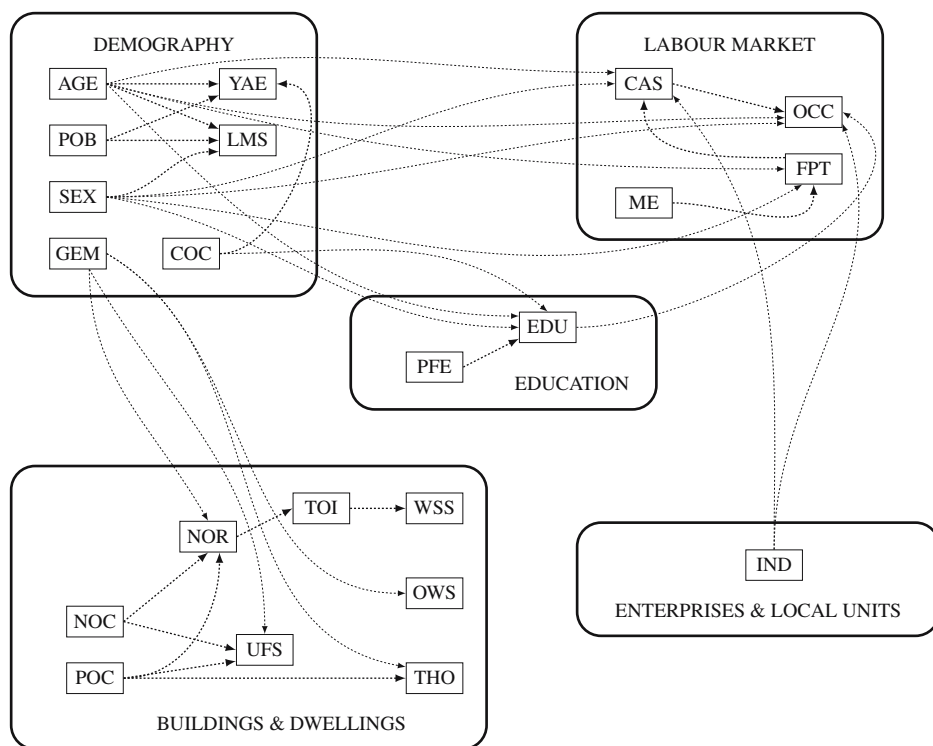 DEMOGRAPHY
AGE
YAE
POB
LMS
SEX
GEM
COC
LABOUR MARKET
CAS
OCC
FPT
ME
EDU
PFE
EDUCATION
TOI
WSS
NOR
OWS
NOC
UFS
POC
THO
BUILDINGS & DWELLINGS
IND
ENTERPRISES & LOCAL UNITS